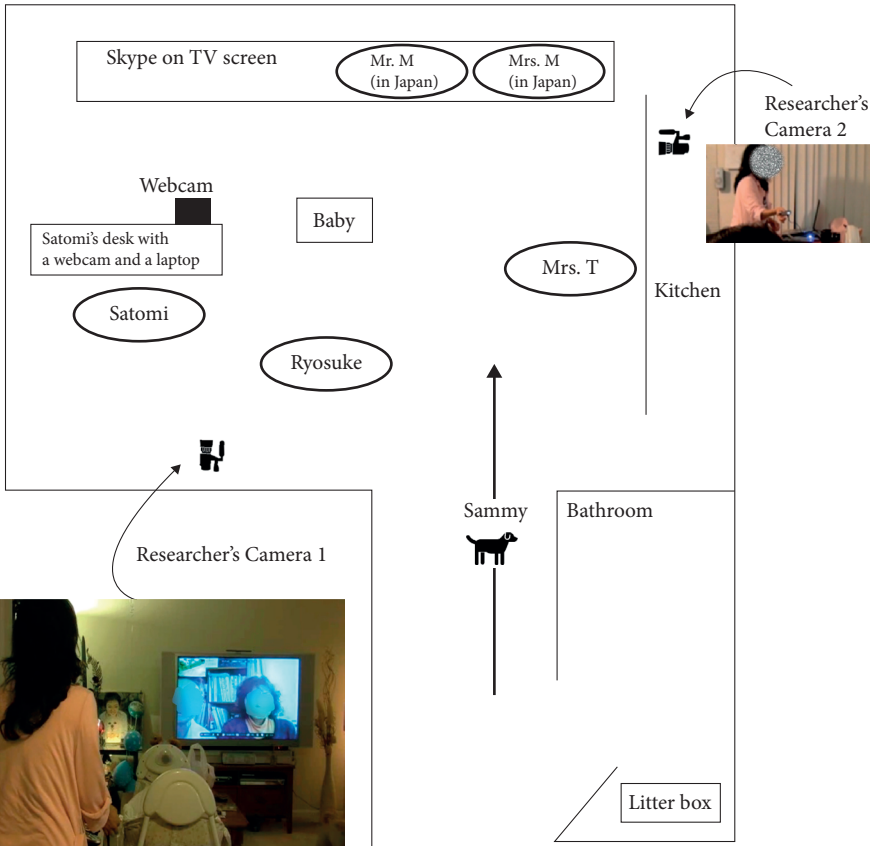 Skype on TV screen
Mr. M
(in Japan)
Mrs. M
(in Japan)
Researcher's
Camera 2
Webcam
Satomi's desk with
a webcam and a laptop
Baby
Mrs. T
Kitchen
Satomi
Ryosuke
Sammy
Bathroom
Researcher's Camera 1
Litter box